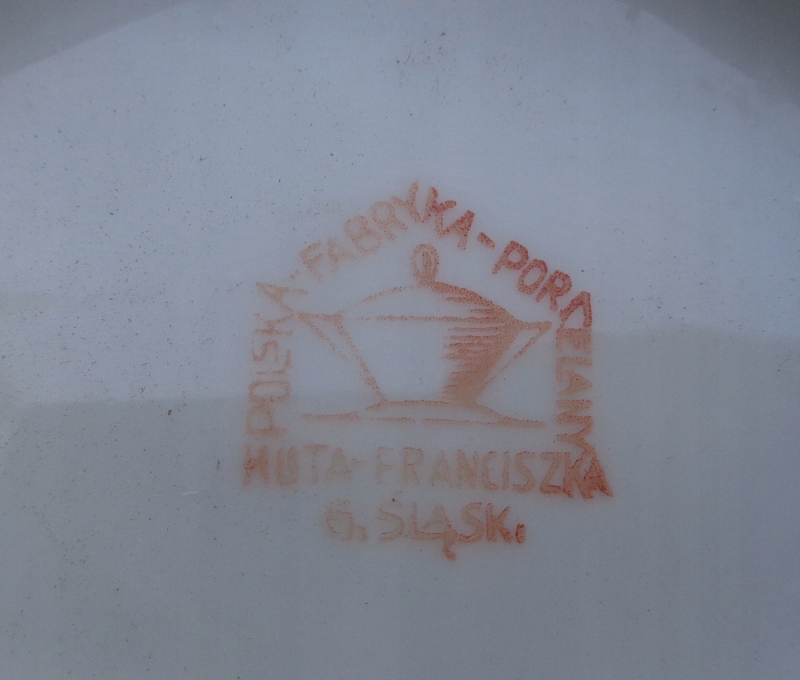 POLSKA-FABRYKA-PORCELANY
HUTA-FRANCISZKA
G. ŚLĄSK.